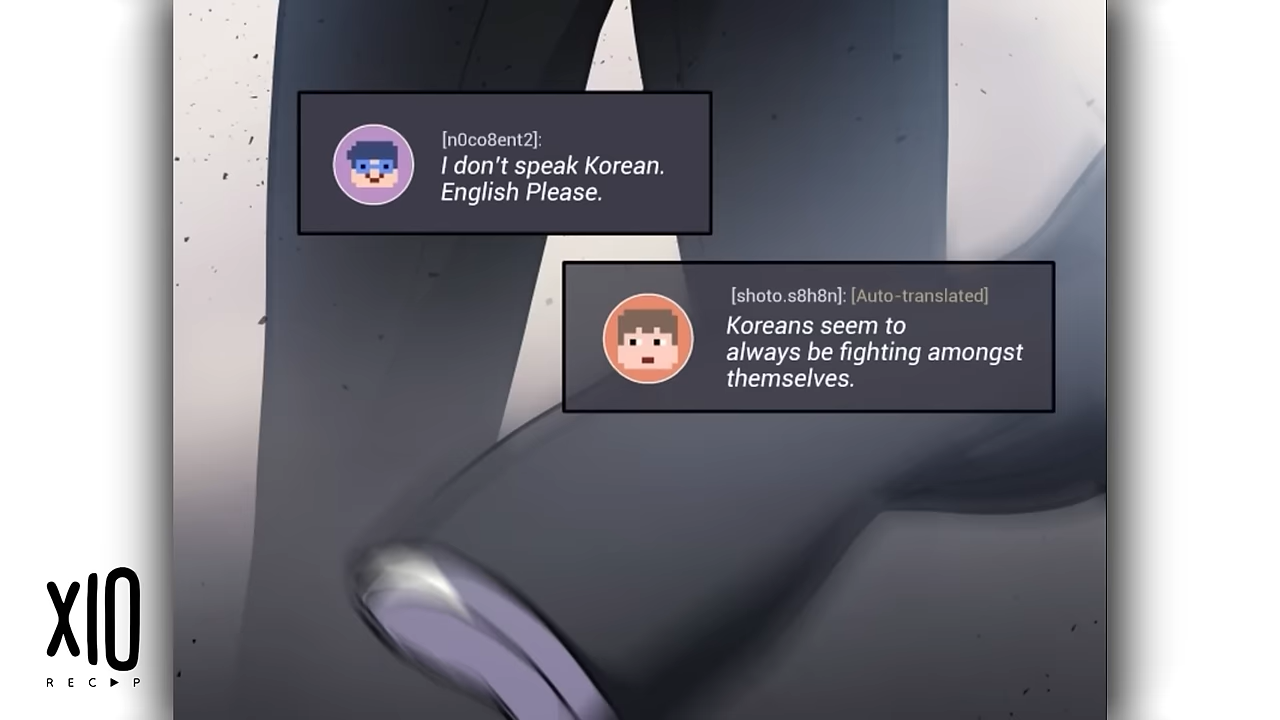 [n0co8ent2]:
I don't speak Korean.
English Please.
[shoto.s8h8n]: [Auto-translated]
Koreans seem to
always be fighting amongst
themselves.
X10
RECAP